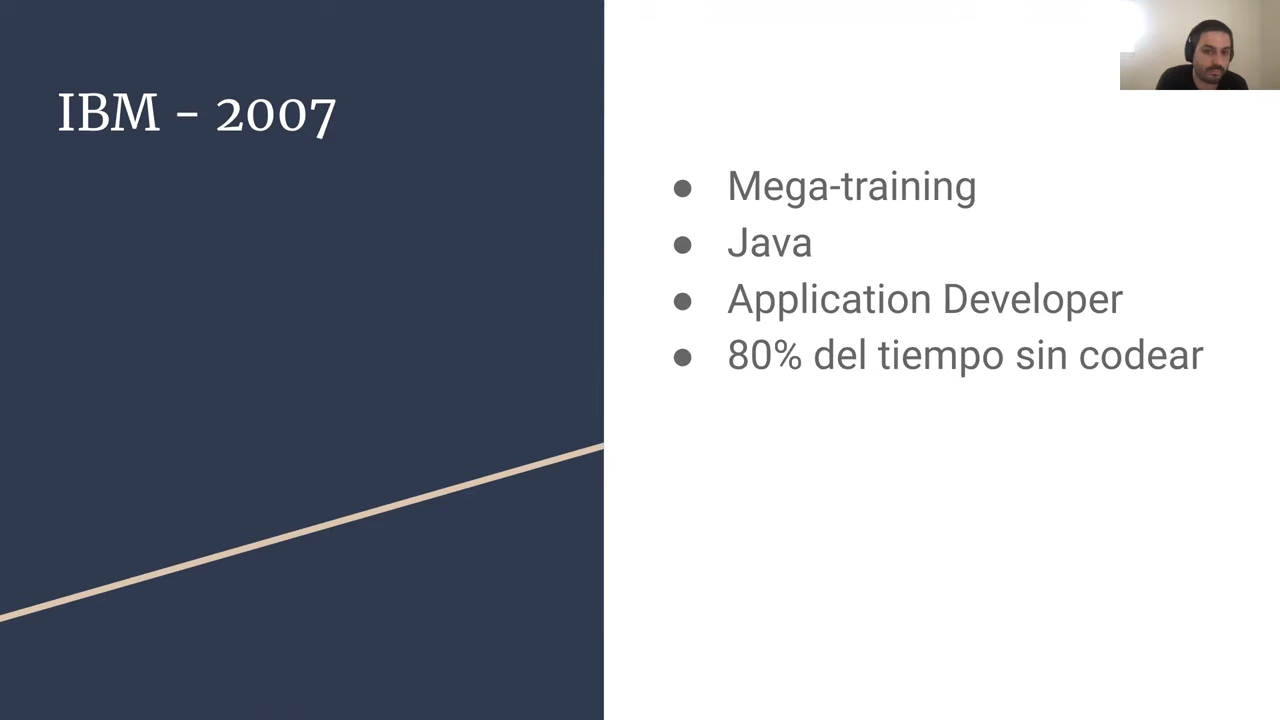 IBM - 2007
● Mega-training
● Java
● Application Developer
● 80% del tiempo sin codear